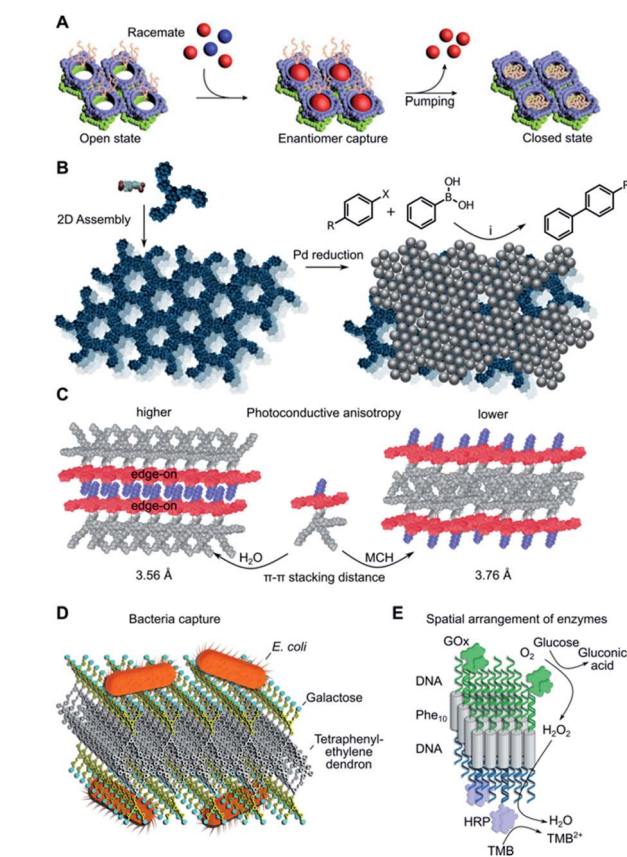 A
Racemate
Pumping
Open state
Enantiomer capture
Closed state
B
2D Assembly
Pd reduction
R
X
+
B
OH
OH
i
R
C
higher
Photoconductive anisotropy
lower
edge-on
edge-on
H2O
MCH
3.56 Å
π-π stacking distance
3.76 Å
D
Bacteria capture
E. coli
Galactose
Tetraphenyl-
ethylene
dendron
E
Spatial arrangement of enzymes
GOx
O2
Glucose
Gluconic
acid
DNA
Phe10
H2O2
DNA
HRP
H2O
TMB2+
TMB